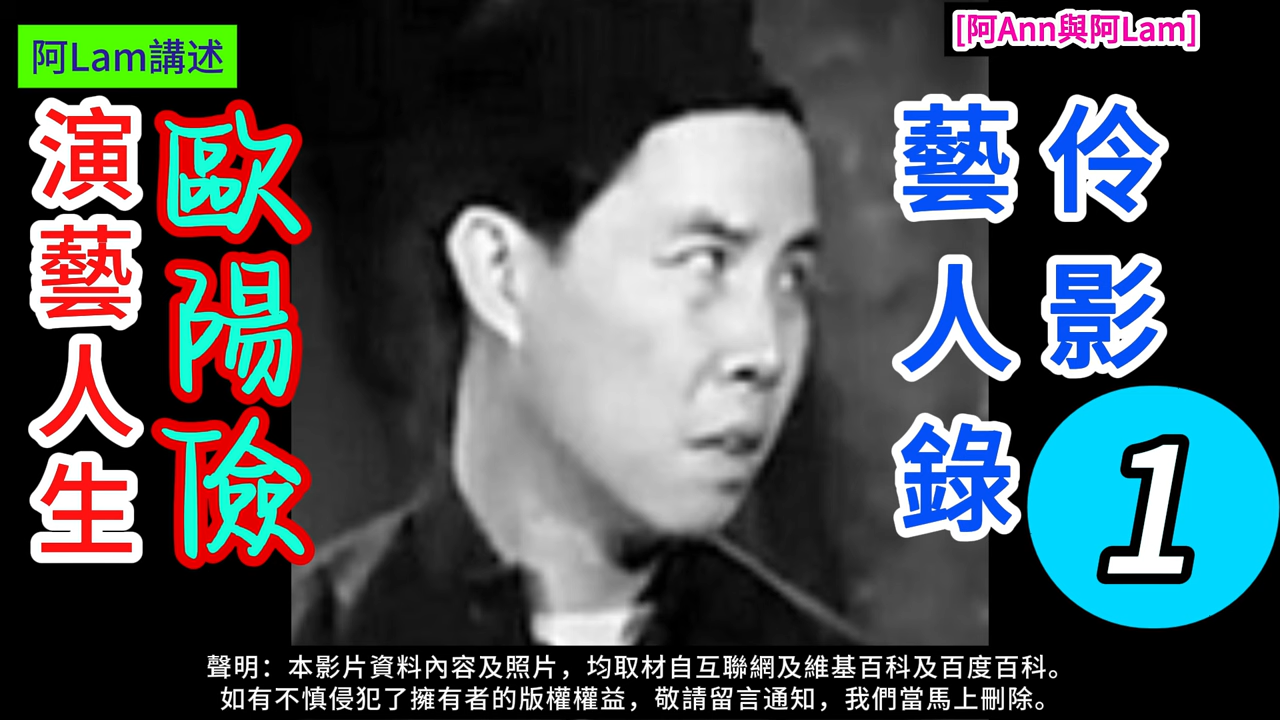 阿Lam講述
[阿Ann與阿Lam]
演藝人生
歐陽儉
伶影
藝人錄
1
聲明：本影片資料內容及照片，均取材自互聯網及維基百科及百度百科。
如有不慎侵犯了擁有者的版權權益，敬請留言通知，我們當馬上刪除。